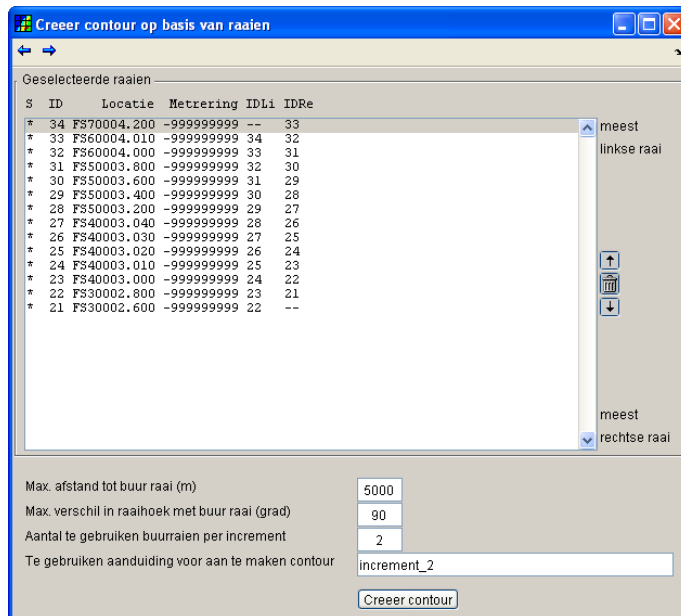 Creeer contour op basis van raaien
Geselecteerde raaien
S ID Locatie Metrering IDLi IDRe
* 34 FS70004.200 -999999999 -- 33
* 33 FS60004.010 -999999999 34 32
* 32 FS60004.000 -999999999 33 31
* 31 FS50003.800 -999999999 32 30
* 30 FS50003.600 -999999999 31 29
* 29 FS50003.400 -999999999 30 28
* 28 FS50003.200 -999999999 29 27
* 27 FS40003.040 -999999999 28 26
* 26 FS40003.030 -999999999 27 25
* 25 FS40003.020 -999999999 26 24
* 24 FS40003.010 -999999999 25 23
* 23 FS40003.000 -999999999 24 22
* 22 FS30002.800 -999999999 23 21
* 21 FS30002.600 -999999999 22 --
meest
linkse raai
meest
rechtse raai
Max. afstand tot buur raai (m) 5000
Max. verschil in raaihoek met buur raai (grad) 90
Aantal te gebruiken buurraien per increment 2
Te gebruiken aanduiding voor aan te maken contour increment_2
Creeer contour